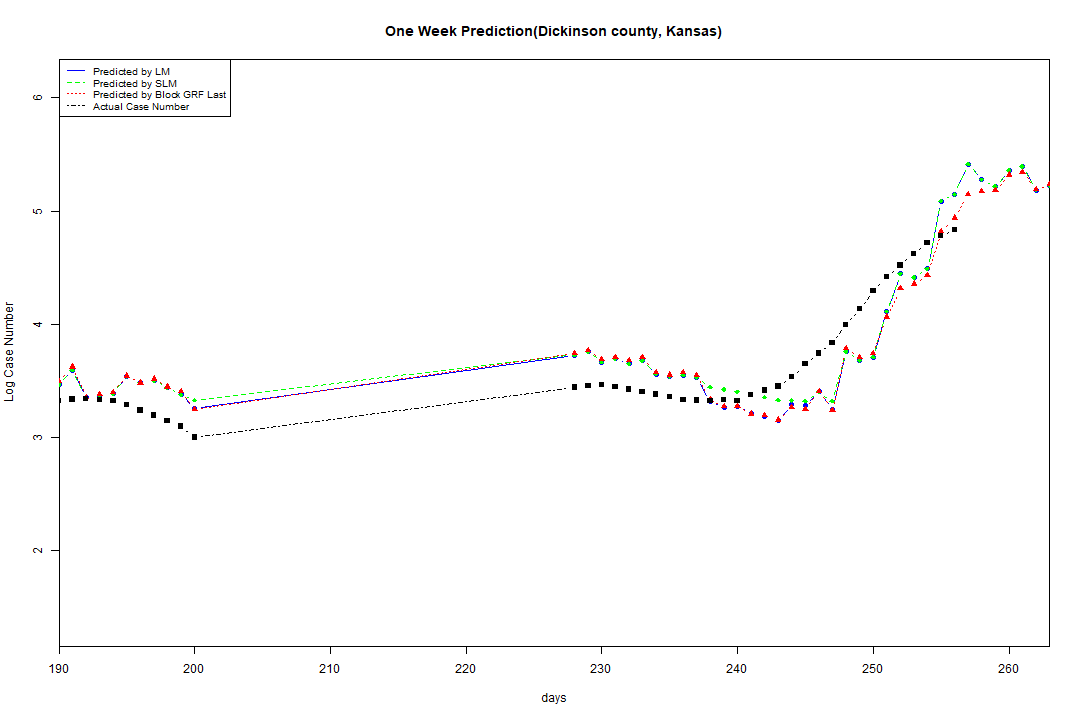 One Week Prediction(Dickinson county, Kansas)
Predicted by LM
Predicted by SLM
Predicted by Block GRF Last
Actual Case Number
6
5
4
3
2
Log Case Number
190 200 210 220 230 240 250 260
days